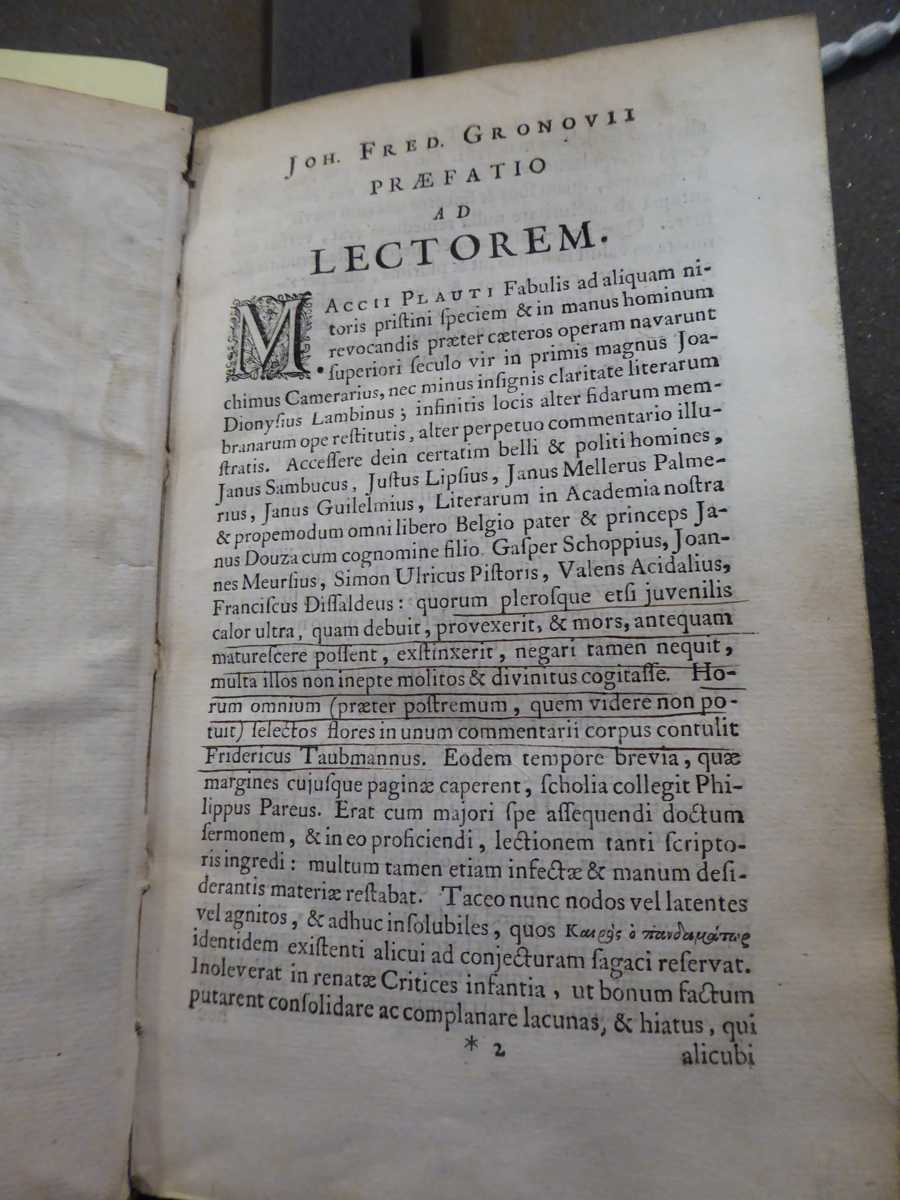 JOH. FRED. GRONOVII
PRÆFATIO
AD
LECTOREM.
M ACCII PLAUTI Fabulis ad aliquam ni-
toris priſtini ſpeciem & in manus hominum
revocandis præter cæteros operam navarunt
• ſuperiori ſeculo vir in primis magnus Joa-
chimus Camerarius, nec minus inſignis claritate literarum
Dionyſius Lambinus; infinitis locis alter fidarum mem-
branarum ope reſtitutis, alter perpetuo commentario illu-
ſtratis. Acceſſere dein certatim belli & politi homines,
Janus Sambucus, Juſtus Lipſius, Janus Mellerus Palme-
rius, Janus Guilelmius, Literarum in Academia noſtra
& propemodum omni libero Belgio pater & princeps Ja-
nus Douza cum cognomine filio. Gaſper Schoppius, Joan-
nes Meurſius, Simon Ulricus Piſtoris, Valens Acidalius,
Franciſcus Diſſaldeus: quorum pleroſque etſi juvenilis
calor ultra, quam debuit, provexerit, & mors, antequam
matureſcere poſſent, exſtinxerit, negari tamen nequit,
multa illos non inepte molitos & divinitus cogitaſſe. Ho-
rum omnium (præter poſtremum, quem videre non po-
tuit) ſelectos flores in unum commentarii corpus contulit
Fridericus Taubmannus. Eodem tempore brevia, quæ
margines cujuſque paginæ caperent, ſcholia collegit Phi-
lippus Pareus. Erat cum majori ſpe aſſequendi doctum
ſermonem, & in eo proficiendi, lectionem tanti ſcripto-
ris ingredi: multum tamen etiam infectæ & manum deſi-
derantis materiæ reſtabat. Taceo nunc nodos vel latentes
vel agnitos, & adhuc inſolubiles, quos Καιρὸς ὁ πανδαμάτωρ
identidem exiſtenti alicui ad conjecturam ſagaci reſervat.
Inoleverat in renatæ Critices infantia, ut bonum factum
putarent conſolidare ac complanare lacunas, & hiatus, qui
* 2
alicubi